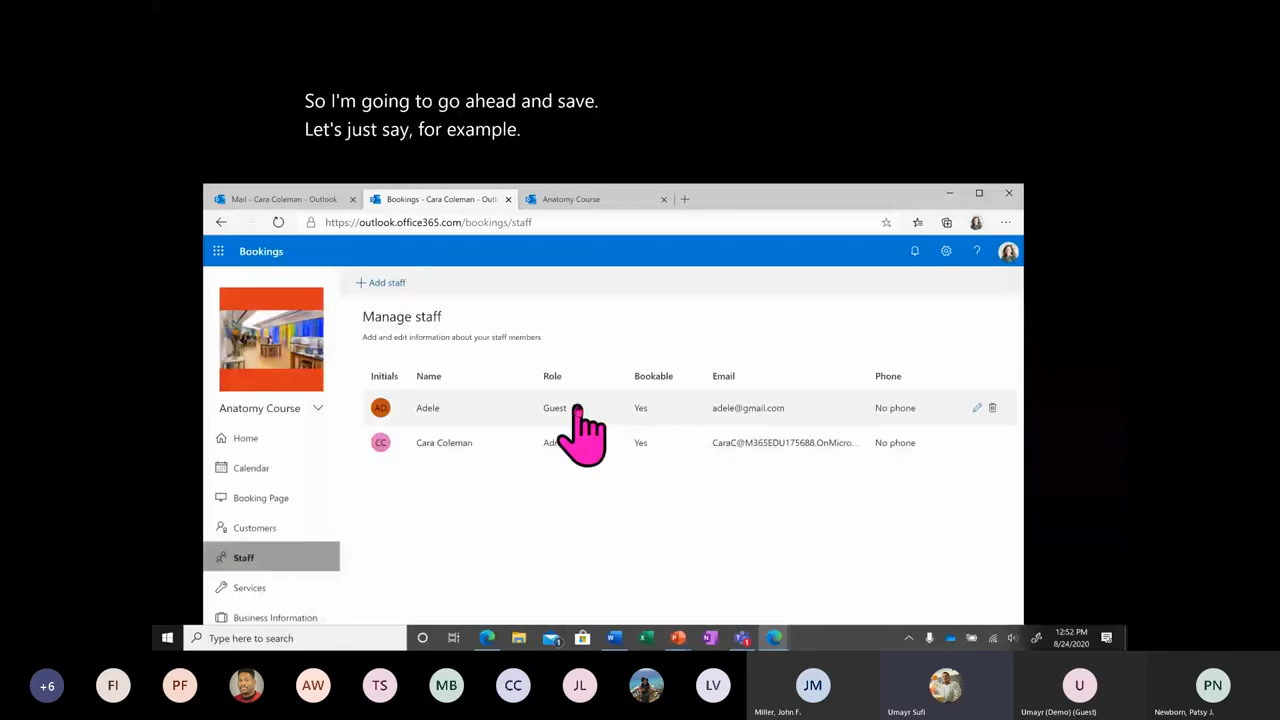 So I'm going to go ahead and save.
Let's just say, for example.
Mail - Cara Coleman - Outlook
Bookings - Cara Coleman - Outl
Anatomy Course
https://outlook.office365.com/bookings/staff
Bookings
Add staff
Manage staff
Add and edit information about your staff members
Initials Name Role Bookable Email Phone
AD Adele Guest Yes adele@gmail.com No phone
CC Cara Coleman Yes CaraC@M365EDU175688.OnMicro... No phone
Anatomy Course
Home
Calendar
Booking Page
Customers
Staff
Services
Business Information
Type here to search
12:52 PM
8/24/2020
+6 FI PF AW TS MB CC JL LV JM U PN
Miller, John F. Umayr Sufi Umayr (Demo) (Guest) Newborn, Patsy J.